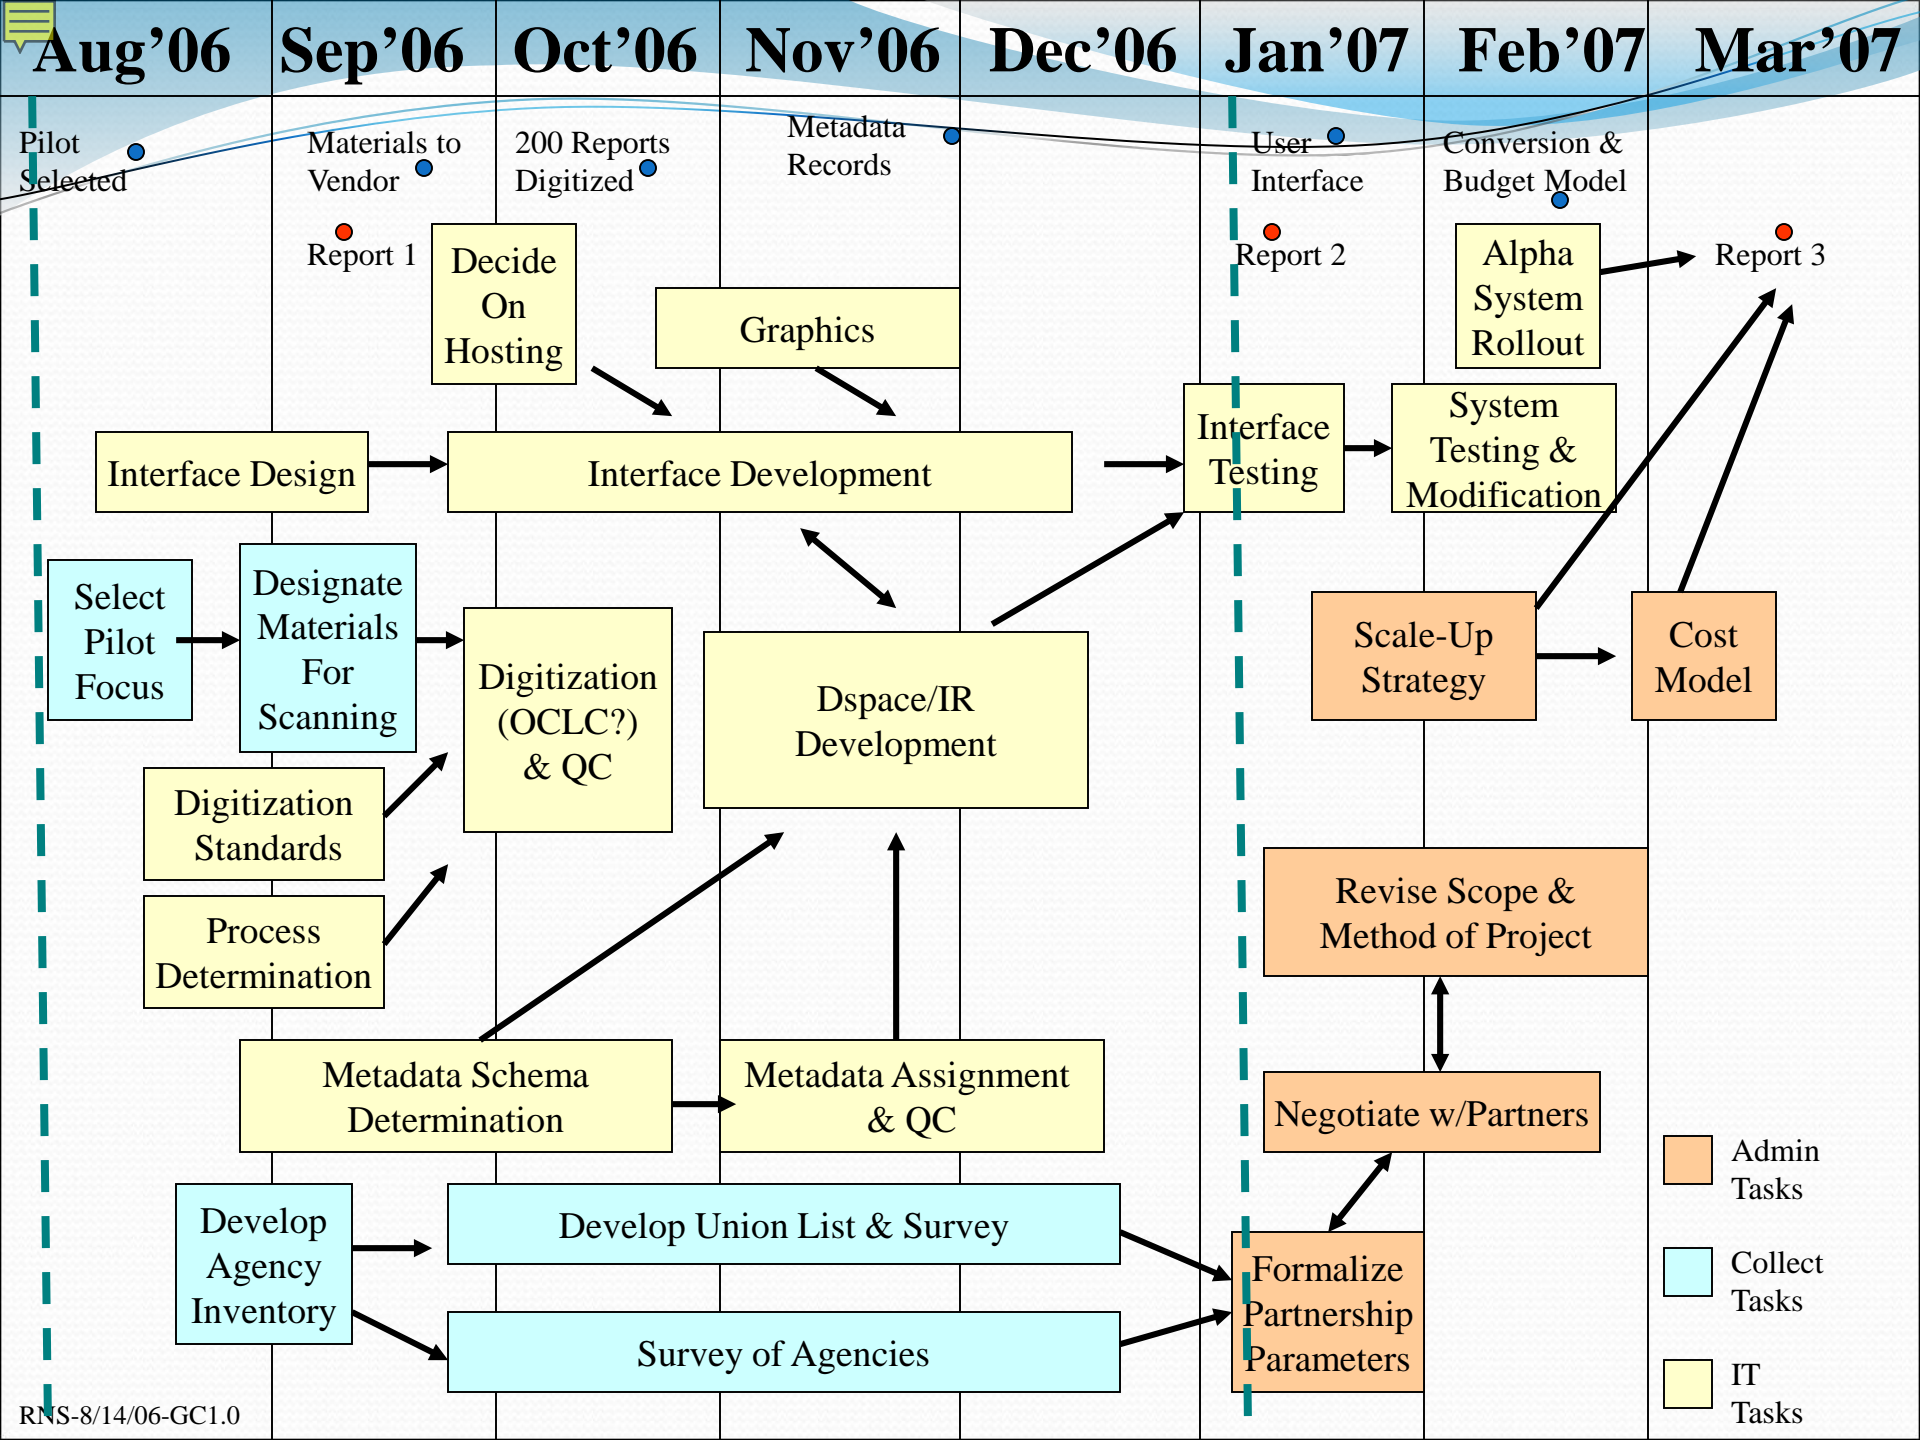 Aug’06 Sep’06 Oct’06 Nov’06 Dec’06 Jan’07 Feb’07 Mar’07
Pilot
Selected
Materials to
Vendor
200 Reports
Digitized
Metadata
Records
User
Interface
Conversion &
Budget Model
Report 1
Report 2
Report 3
Decide
On
Hosting
Graphics
Alpha
System
Rollout
Interface Design
Interface Development
Interface
Testing
System
Testing &
Modification
Select
Pilot
Focus
Designate
Materials
For
Scanning
Digitization
(OCLC?)
& QC
Dspace/IR
Development
Scale-Up
Strategy
Cost
Model
Digitization
Standards
Process
Determination
Revise Scope &
Method of Project
Metadata Schema
Determination
Metadata Assignment
& QC
Negotiate w/Partners
Develop
Agency
Inventory
Develop Union List & Survey
Survey of Agencies
Formalize
Partnership
Parameters
Admin
Tasks
Collect
Tasks
IT
Tasks
RNS-8/14/06-GC1.0